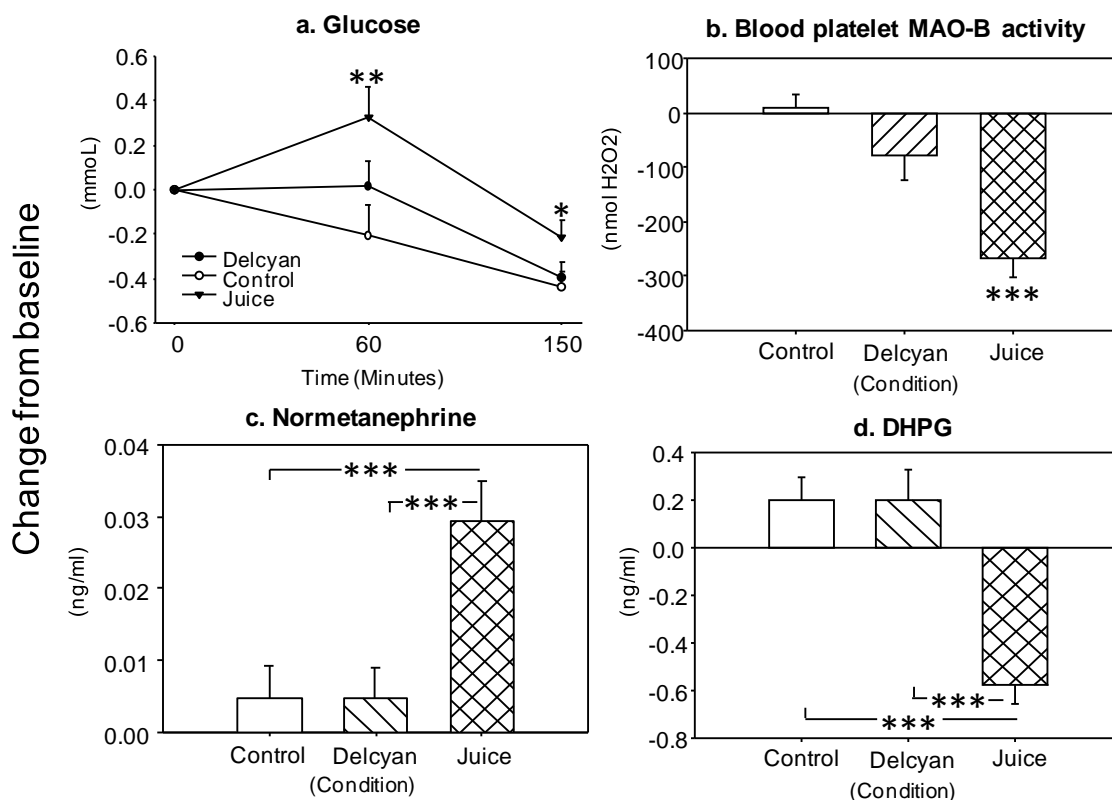 Change from baseline
a. Glucose
(mmoL)
0.6
0.4
0.2
0.0
-0.2
-0.4
-0.6
**
*
Delcyan
Control
Juice
0 60 150
Time (Minutes)
b. Blood platelet MAO-B activity
(nmol H2O2)
100
0
-100
-200
-300
-400
***
Control Delcyan Juice
(Condition)
c. Normetanephrine
(ng/ml)
0.04
0.03
0.02
0.01
0.00
***
***
Control Delcyan Juice
(Condition)
d. DHPG
(ng/ml)
0.4
0.2
0.0
-0.2
-0.4
-0.6
-0.8
***
***
Control Delcyan Juice
(Condition)